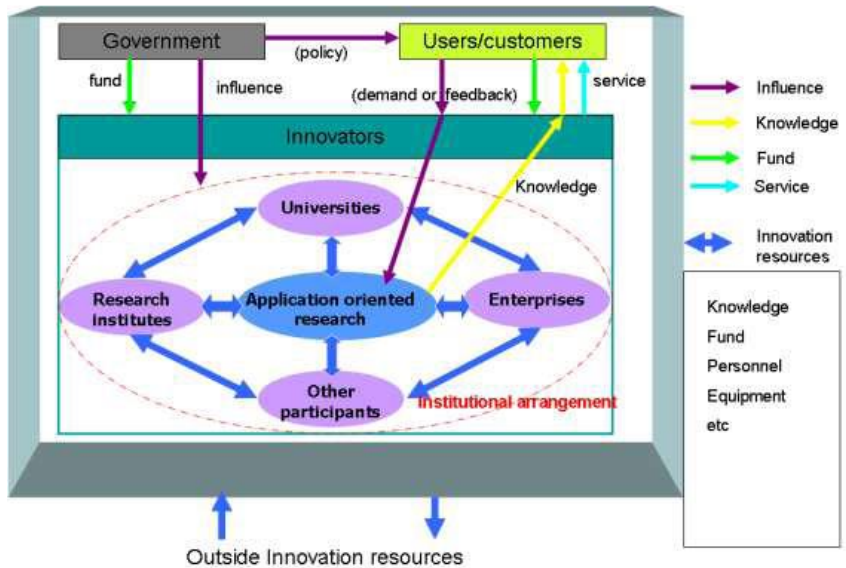 Government
(policy)
Users/customers
fund
influence
(demand or feedback)
service
Innovators
Knowledge
Universities
Research
institutes
Application oriented
research
Enterprises
Other
participants
Institutional arrangement
Outside Innovation resources
Influence
Knowledge
Fund
Service
Innovation
resources
Knowledge
Fund
Personnel
Equipment
etc